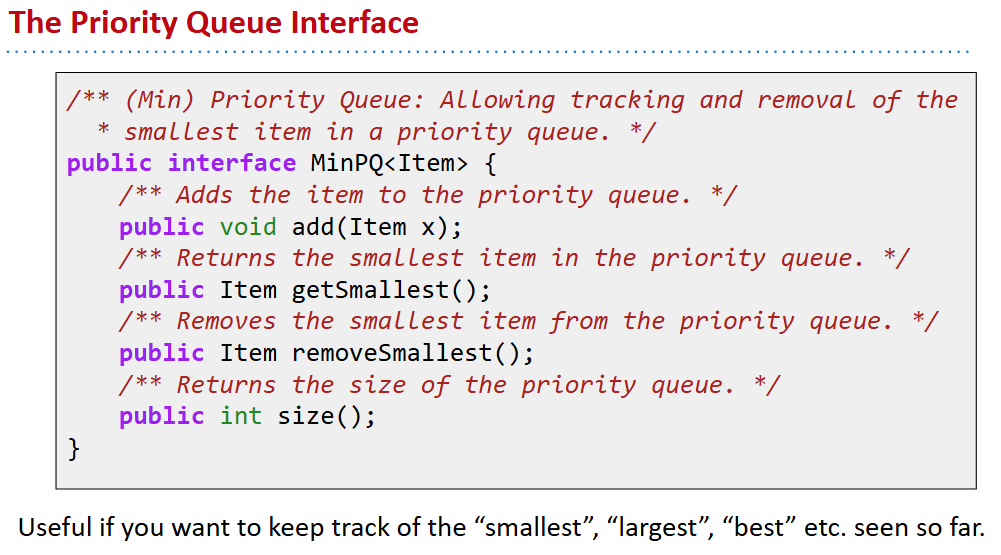 The Priority Queue Interface
/** (Min) Priority Queue: Allowing tracking and removal of the
* smallest item in a priority queue. */
public interface MinPQ<Item> {
/** Adds the item to the priority queue. */
public void add(Item x);
/** Returns the smallest item in the priority queue. */
public Item getSmallest();
/** Removes the smallest item from the priority queue. */
public Item removeSmallest();
/** Returns the size of the priority queue. */
public int size();
}
Useful if you want to keep track of the “smallest”, “largest”, “best” etc. seen so far.